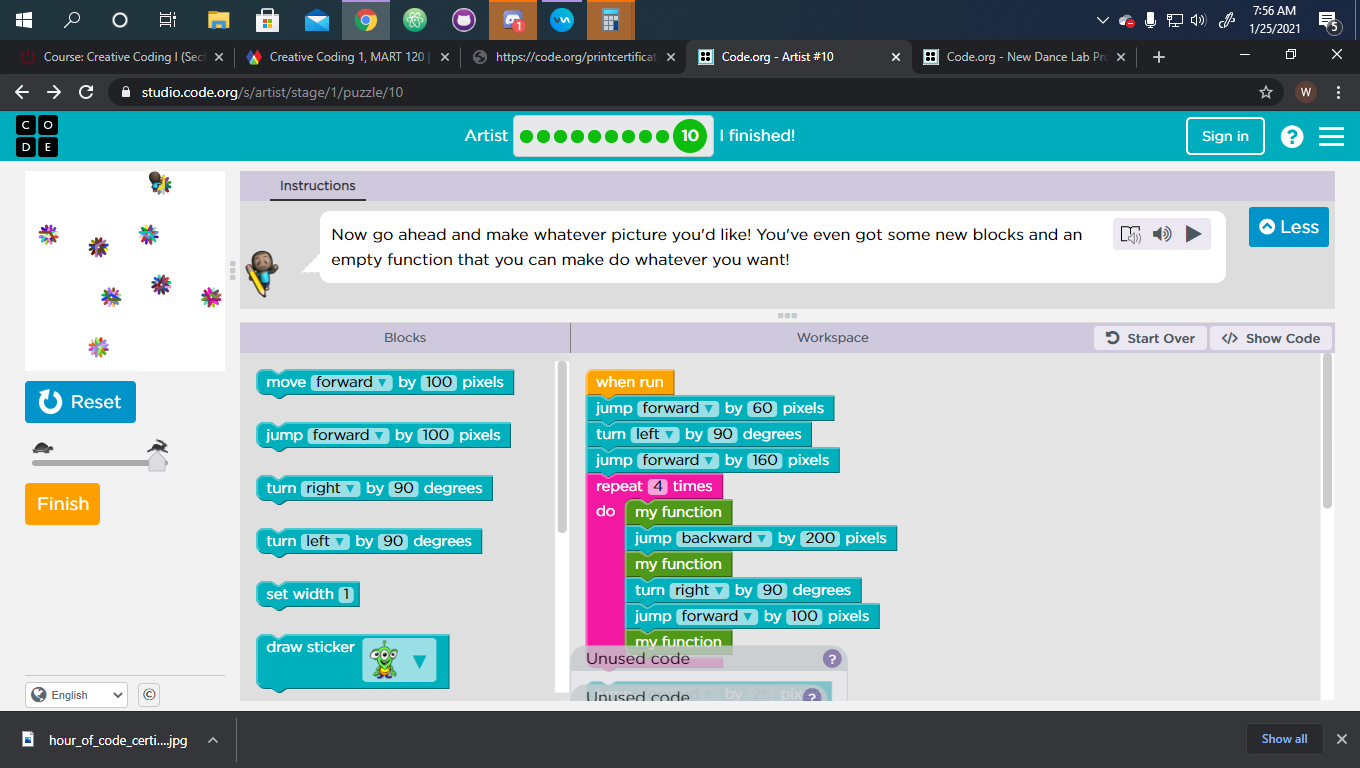 7:56 AM
1/25/2021
5
1
Course: Creative Coding I (Sect
Creative Coding 1, MART 120 |
https://code.org/printcertificat
Code.org - Artist #10
Code.org - New Dance Lab Pro
studio.code.org/s/artist/stage/1/puzzle/10
W
C O
D E
Artist
10
I finished!
Sign in
?
Instructions
Now go ahead and make whatever picture you'd like! You've even got some new blocks and an
empty function that you can make do whatever you want!
Less
Blocks
Workspace
Start Over
</> Show Code
move forward by 100 pixels
jump forward by 100 pixels
turn right by 90 degrees
turn left by 90 degrees
set width 1
draw sticker
when run
jump forward by 60 pixels
turn left by 90 degrees
jump forward by 160 pixels
repeat 4 times
do
my function
jump backward by 200 pixels
my function
turn right by 90 degrees
jump forward by 100 pixels
my function
Unused code
?
Unused code
?
Reset
Finish
English
©
hour_of_code_certi....jpg
Show all